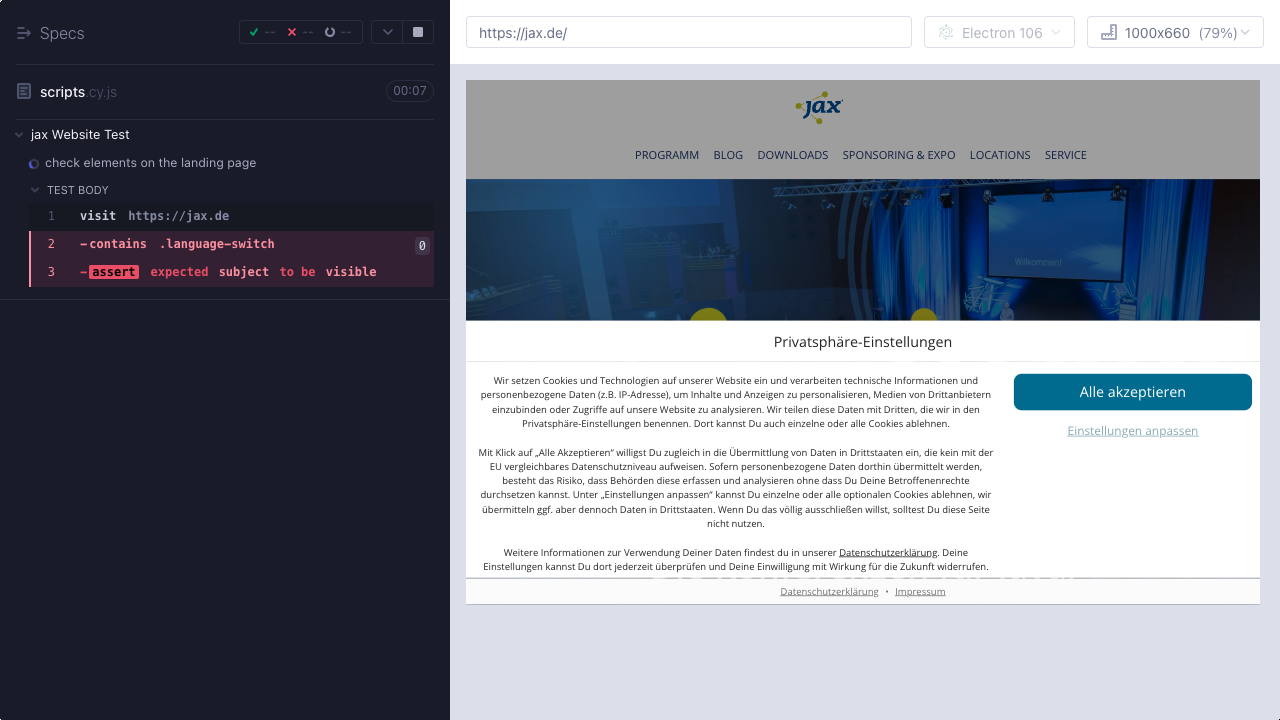 Specs
-- -- --
scripts.cy.js
00:07
jax Website Test
check elements on the landing page
TEST BODY
1 visit https://jax.de
2 -contains .language-switch 0
3 -assert expected subject to be visible
https://jax.de/
Electron 106
1000x660 (79%)
jax
PROGRAMM BLOG DOWNLOADS SPONSORING & EXPO LOCATIONS SERVICE
Willkommen!
Privatsphäre-Einstellungen
Wir setzen Cookies und Technologien auf unserer Website ein und verarbeiten technische Informationen und
personenbezogene Daten (z.B. IP-Adresse), um Inhalte und Anzeigen zu personalisieren, Medien von Drittanbietern
einzubinden oder Zugriffe auf unsere Website zu analysieren. Wir teilen diese Daten mit Dritten, die wir in den
Privatsphäre-Einstellungen benennen. Dort kannst Du auch einzelne oder alle Cookies ablehnen.
Mit Klick auf „Alle Akzeptieren“ willigst Du zugleich in die Übermittlung von Daten in Drittstaaten ein, die kein mit der
EU vergleichbares Datenschutzniveau aufweisen. Sofern personenbezogene Daten dorthin übermittelt werden,
besteht das Risiko, dass Behörden diese erfassen und analysieren ohne dass Du Deine Betroffenenrechte
durchsetzen kannst. Unter „Einstellungen anpassen“ kannst Du einzelne oder alle optionalen Cookies ablehnen, wir
übermitteln ggf. aber dennoch Daten in Drittstaaten. Wenn Du das völlig ausschließen willst, solltest Du diese Seite
nicht nutzen.
Weitere Informationen zur Verwendung Deiner Daten findest du in unserer Datenschutzerklärung. Deine
Einstellungen kannst Du dort jederzeit überprüfen und Deine Einwilligung mit Wirkung für die Zukunft widerrufen.
Alle akzeptieren
Einstellungen anpassen
Datenschutzerklärung • Impressum